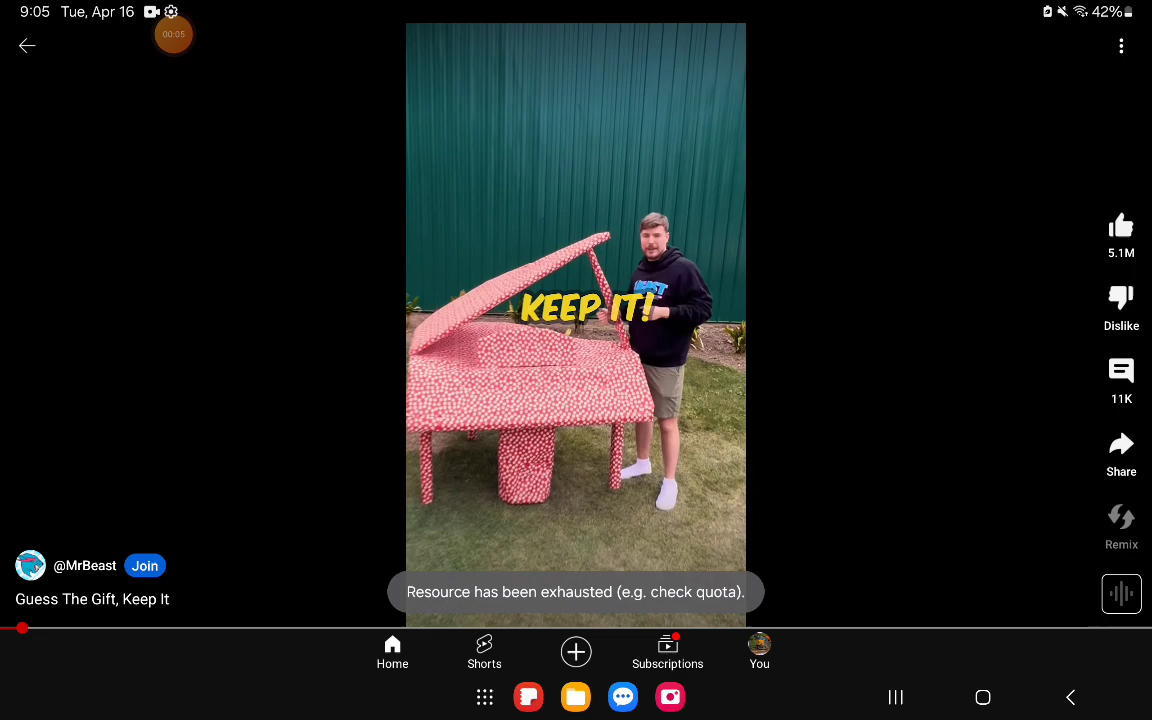 9:05 Tue, Apr 16
42%
00:05
KEEP IT!
5.1M
Dislike
11K
Share
Remix
@MrBeast Join
Guess The Gift, Keep It
Resource has been exhausted (e.g. check quota).
Home
Shorts
Subscriptions
You